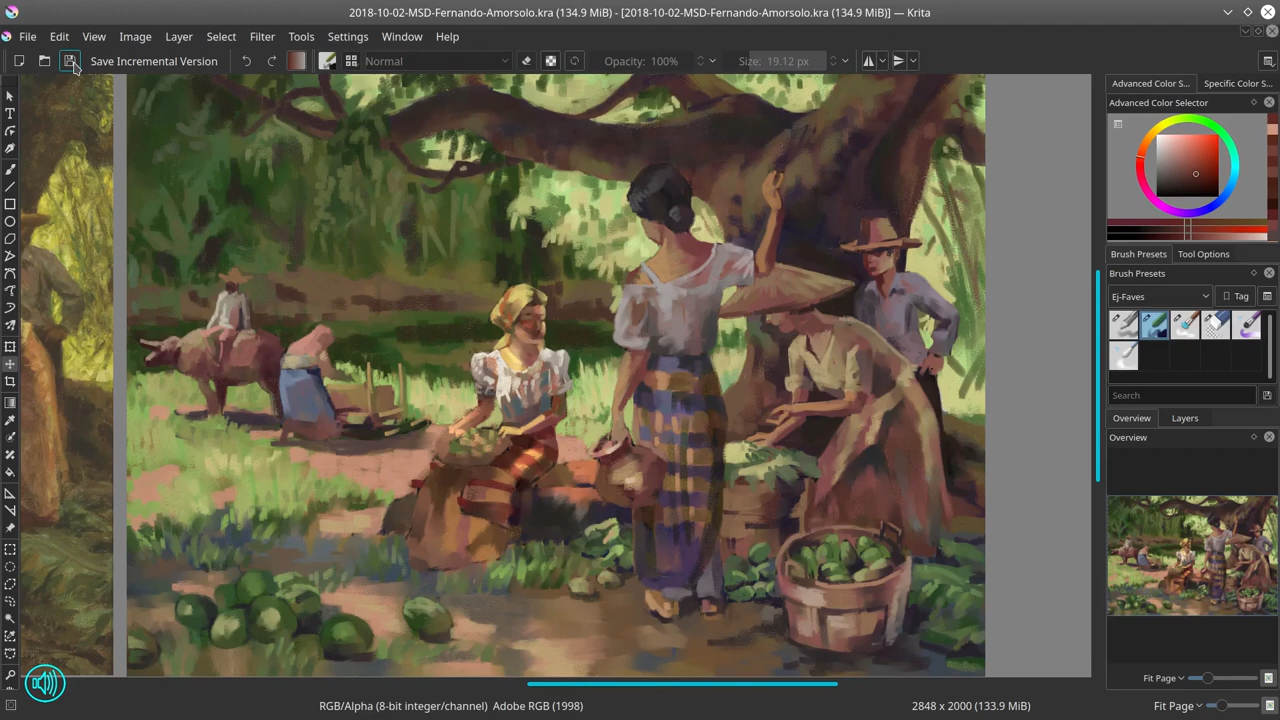 2018-10-02-MSD-Fernando-Amorsolo.kra (134.9 MiB) - [2018-10-02-MSD-Fernando-Amorsolo.kra (134.9 MiB)] — Krita
File Edit View Image Layer Select Filter Tools Settings Window Help
Save Incremental Version Normal Opacity: 100% Size: 19.12 px
Advanced Color S... Specific Color S...
Advanced Color Selector
Brush Presets Tool Options
Brush Presets
Ej-Faves Tag
Search
Overview Layers
Overview
Fit Page
RGB/Alpha (8-bit integer/channel) Adobe RGB (1998) 2848 x 2000 (133.9 MiB) Fit Page